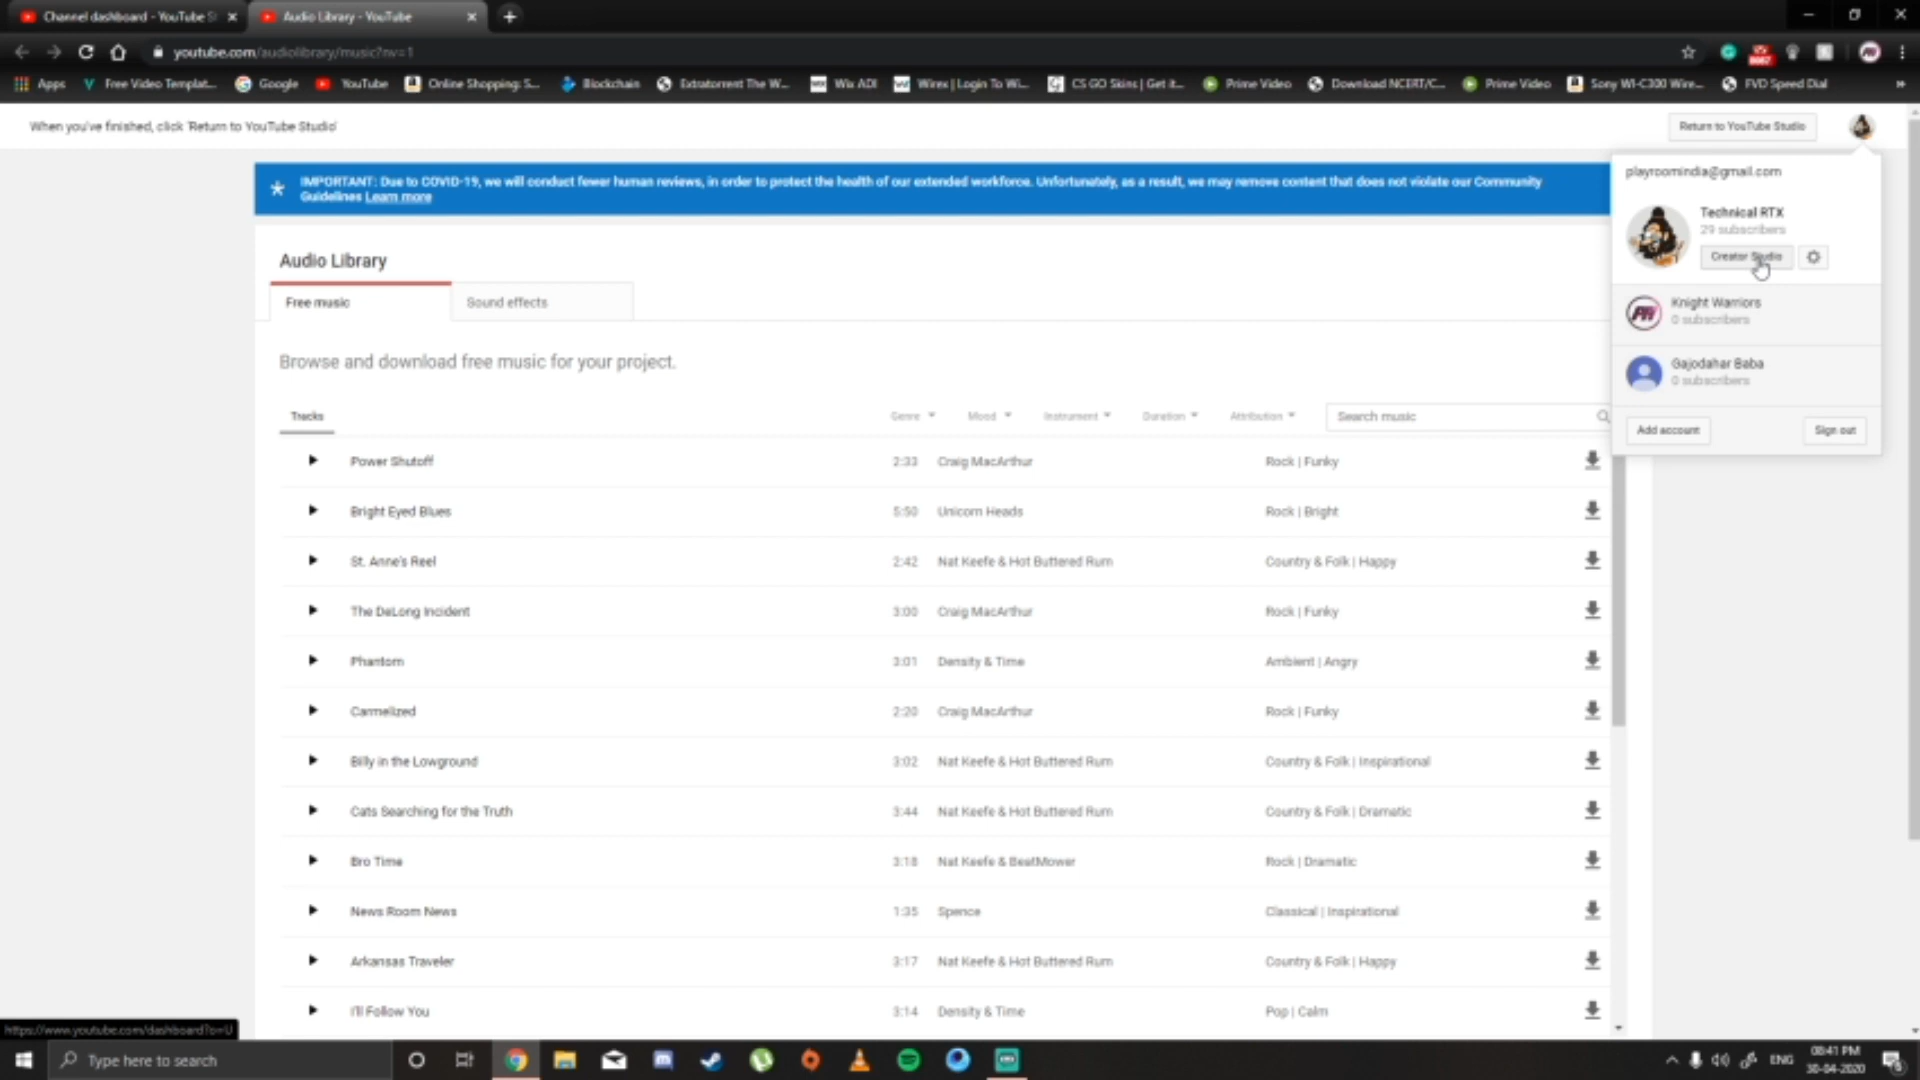 Channel dashboard - YouTube St
Audio Library - YouTube
youtube.com/audiolibrary/music?nv=1
Apps
Free Video Templat...
Google
YouTube
Online Shopping: S...
Blockchain
Extratorrent The W...
Wix ADI
Wirex | Login To Wi...
CS GO Skins | Get it...
Prime Video
Download NCERT/C...
Prime Video
Sony WI-C300 Wire...
FVD Speed Dial
When you've finished, click 'Return to YouTube Studio'
Return to YouTube Studio
IMPORTANT: Due to COVID-19, we will conduct fewer human reviews, in order to protect the health of our extended workforce. Unfortunately, as a result, we may remove content that does not violate our Community
Guidelines Learn more
playroomindia@gmail.com
Technical RTX
29 subscribers
Creator Studio
Knight Warriors
0 subscribers
Gajodahar Baba
0 subscribers
Add account
Sign out
Audio Library
Free music
Sound effects
Browse and download free music for your project.
Tracks
Genre
Mood
Instrument
Duration
Attribution
Search music
Power Shutoff 2:33 Craig MacArthur Rock | Funky
Bright Eyed Blues 5:50 Unicorn Heads Rock | Bright
St. Anne's Reel 2:42 Nat Keefe & Hot Buttered Rum Country & Folk | Happy
The DeLong Incident 3:00 Craig MacArthur Rock | Funky
Phantom 3:01 Density & Time Ambient | Angry
Carmelized 2:20 Craig MacArthur Rock | Funky
Billy in the Lowground 3:02 Nat Keefe & Hot Buttered Rum Country & Folk | Inspirational
Cats Searching for the Truth 3:44 Nat Keefe & Hot Buttered Rum Country & Folk | Dramatic
Bro Time 3:18 Nat Keefe & BeatMower Rock | Dramatic
News Room News 1:35 Spence Classical | Inspirational
Arkansas Traveler 3:17 Nat Keefe & Hot Buttered Rum Country & Folk | Happy
I'll Follow You 3:14 Density & Time Pop | Calm
https://www.youtube.com/dashboard?o=U
Type here to search
ENG
08:41 PM
30-04-2020